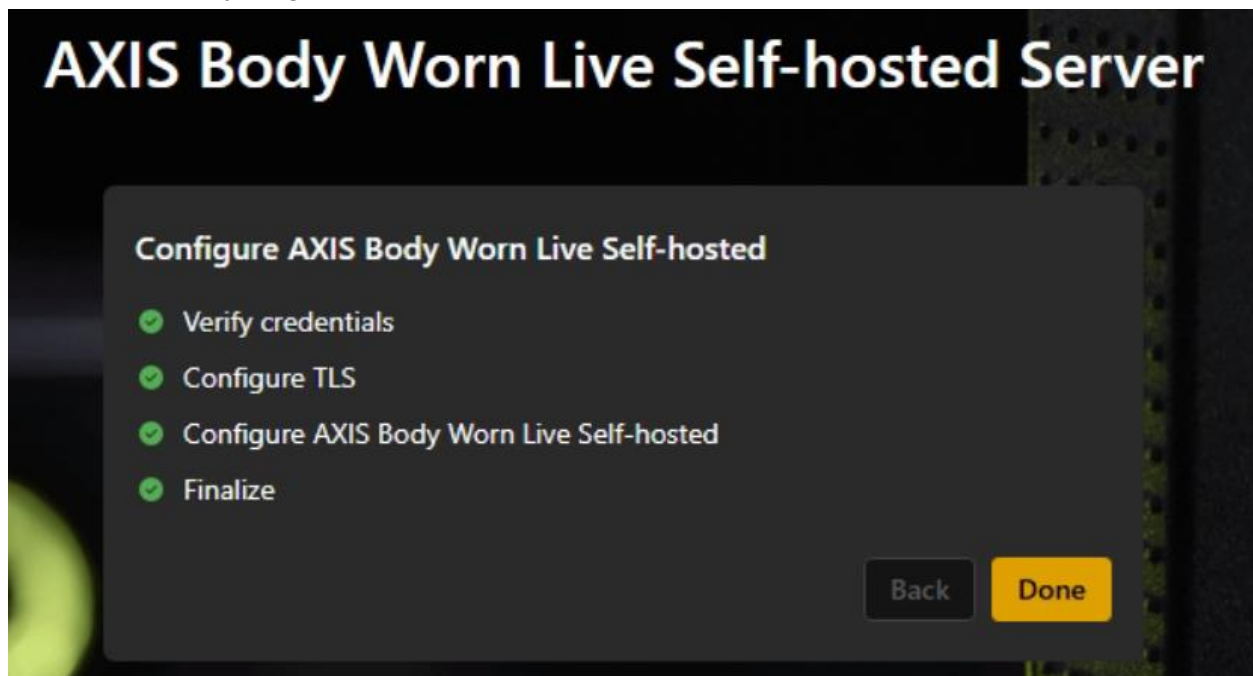 AXIS Body Worn Live Self-hosted Server
Configure AXIS Body Worn Live Self-hosted
Verify credentials
Configure TLS
Configure AXIS Body Worn Live Self-hosted
Finalize
Back
Done